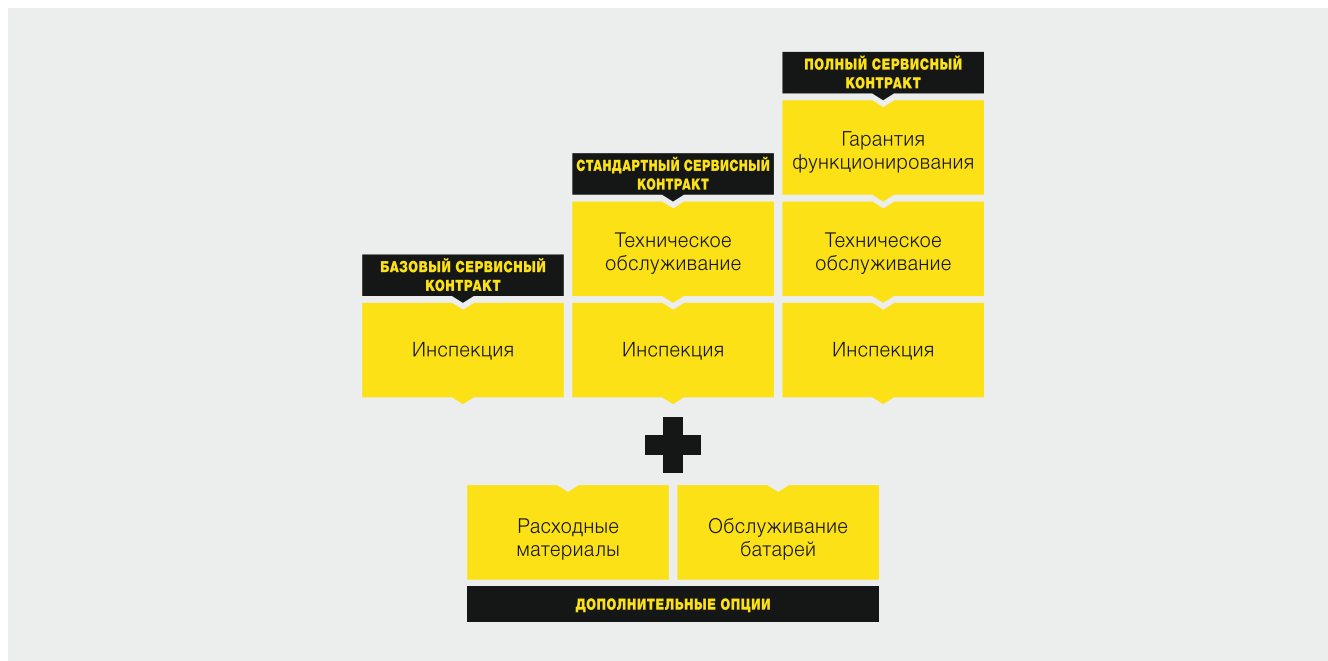 ПОЛНЫЙ СЕРВИСНЫЙ
КОНТРАКТ
Гарантия
функционирования
СТАНДАРТНЫЙ СЕРВИСНЫЙ
КОНТРАКТ
Техническое
обслуживание
Техническое
обслуживание
БАЗОВЫЙ СЕРВИСНЫЙ
КОНТРАКТ
Инспекция
Инспекция
Инспекция
Расходные
материалы
Обслуживание
батарей
ДОПОЛНИТЕЛЬНЫЕ ОПЦИИ